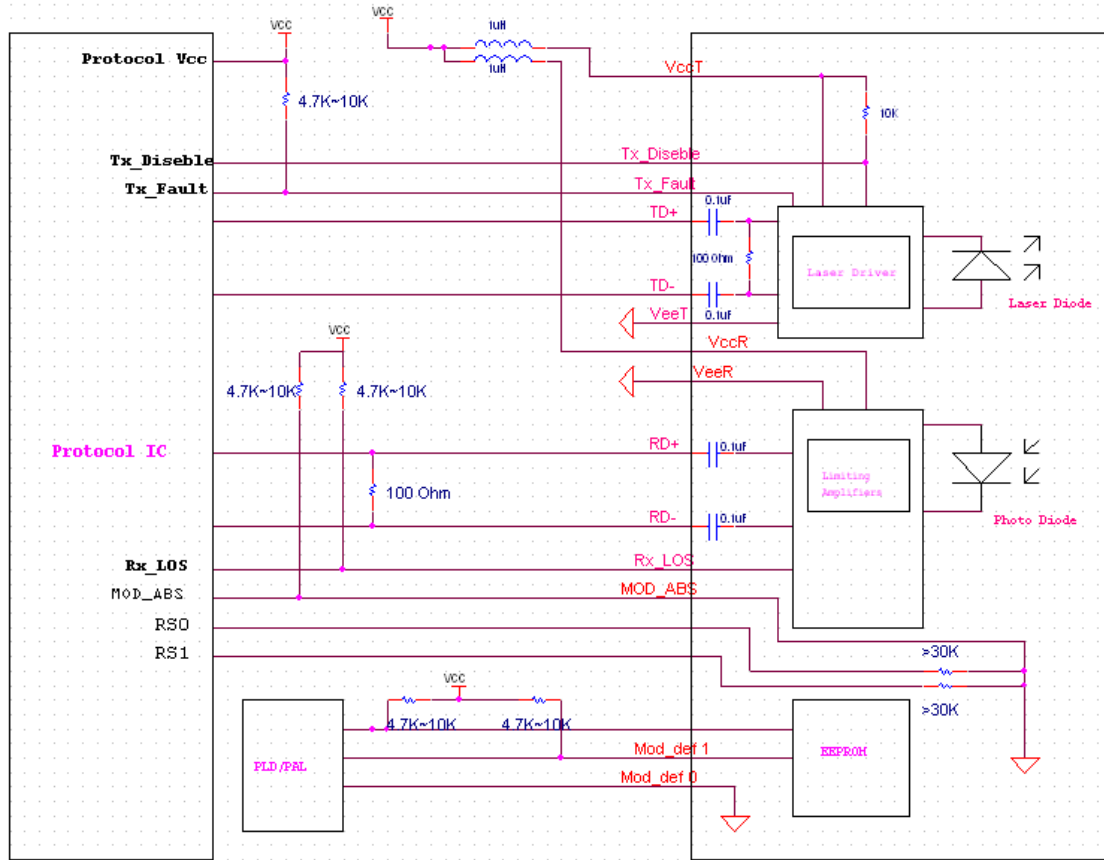 VCC
VCC
1uH
Protocol Vcc
1uH
VccT
4.7K~10K
10K
Tx_Diseble
Tx_Diseble
Tx_Fault
Tx_Fault
0.1uF
TD+
100 Ohm
Laser Driver
TD-
Laser Diode
VeeT
0.1uF
VCC
VccR
VeeR
4.7K~10K
4.7K~10K
Protocol IC
RD+
0.1uF
Limiting
Amplifiers
100 Ohm
RD-
0.1uF
Photo Diode
Rx_LOS
Rx_LOS
MOD_ABS
MOD_ABS
RS0
RS1
>30K
>30K
VCC
4.7K~10K
4.7K~10K
Mod_def 1
EEPROM
PLD/PAL
Mod_def 0